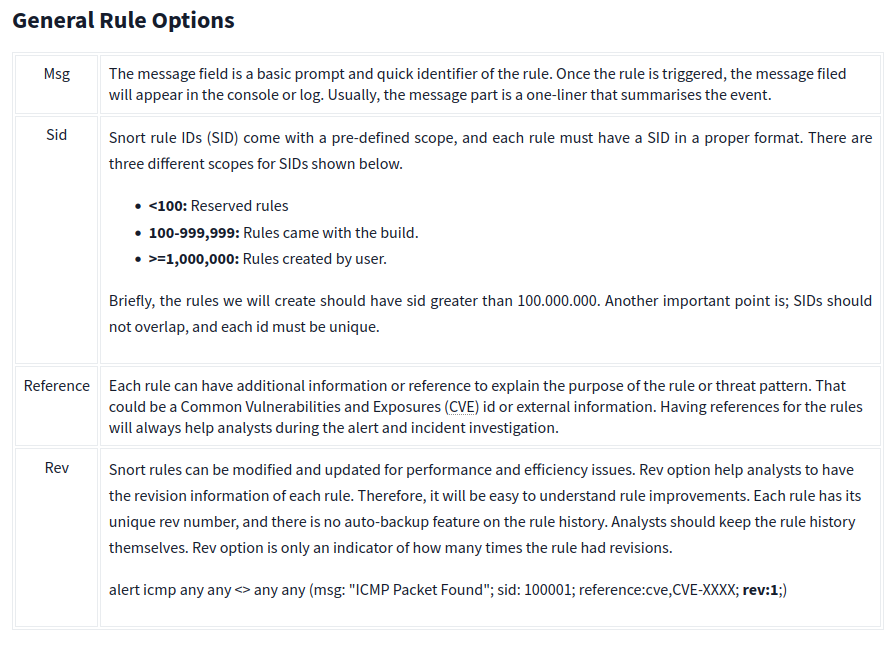 General Rule Options
Msg
The message field is a basic prompt and quick identifier of the rule. Once the rule is triggered, the message filed
will appear in the console or log. Usually, the message part is a one-liner that summarises the event.
Sid
Snort rule IDs (SID) come with a pre-defined scope, and each rule must have a SID in a proper format. There are
three different scopes for SIDs shown below.
• <100: Reserved rules
• 100-999,999: Rules came with the build.
• >=1,000,000: Rules created by user.
Briefly, the rules we will create should have sid greater than 100.000.000. Another important point is; SIDs should
not overlap, and each id must be unique.
Reference
Each rule can have additional information or reference to explain the purpose of the rule or threat pattern. That
could be a Common Vulnerabilities and Exposures (CVE) id or external information. Having references for the rules
will always help analysts during the alert and incident investigation.
Rev
Snort rules can be modified and updated for performance and efficiency issues. Rev option help analysts to have
the revision information of each rule. Therefore, it will be easy to understand rule improvements. Each rule has its
unique rev number, and there is no auto-backup feature on the rule history. Analysts should keep the rule history
themselves. Rev option is only an indicator of how many times the rule had revisions.
alert icmp any any <> any any (msg: "ICMP Packet Found"; sid: 100001; reference:cve,CVE-XXXX; rev:1;)